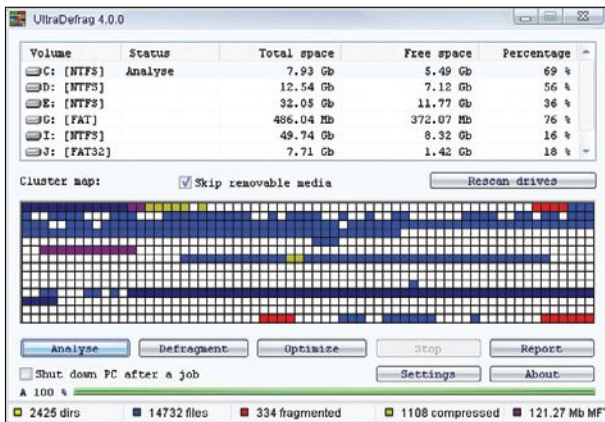 UltraDefrag 4.0.0
Volume Status Total space Free space Percentage
C: [NTFS] Analyse 7.93 Gb 5.49 Gb 69 %
D: [NTFS] 12.54 Gb 7.12 Gb 56 %
E: [NTFS] 32.05 Gb 11.77 Gb 36 %
G: [FAT] 486.04 Mb 372.07 Mb 76 %
I: [NTFS] 49.74 Gb 8.32 Gb 16 %
J: [FAT32] 7.71 Gb 1.42 Gb 18 %
Cluster map: Skip removable media Rescan drives
Analyse Defragment Optimize Stop Report
Shut down PC after a job Settings About
A 100 %
2425 dirs 14732 files 334 fragmented 1108 compressed 121.27 Mb MF